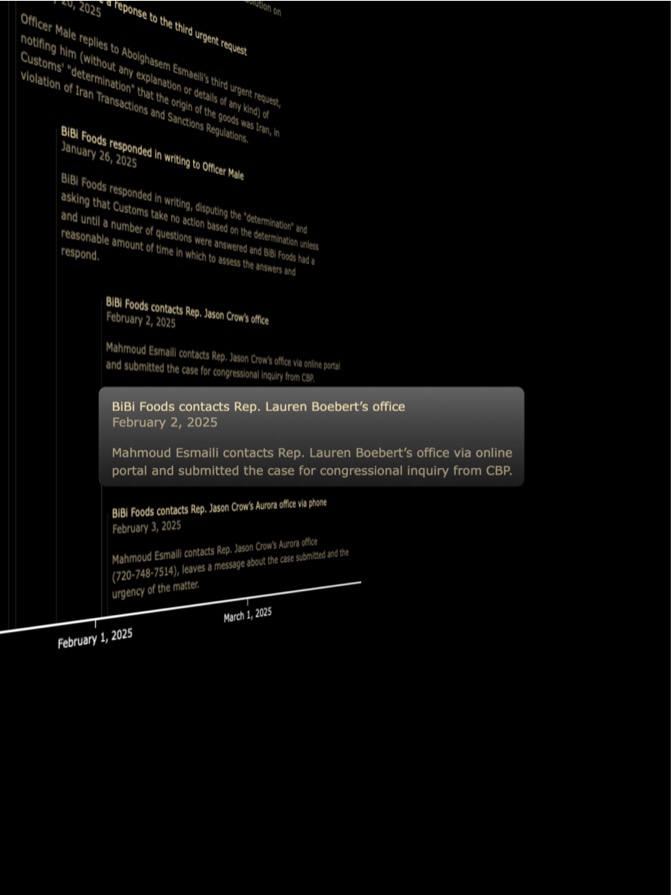 olution on
20, 2025
a reponse to the third urgent request
Officer Male replies to Abolghasem Esmaeili's third urgent request,
notifing him (without any explanation or details of any kind) of
Customs' "determination" that the origin of the goods was Iran, in
violation of Iran Transactions and Sanctions Regulations.
BiBi Foods responded in writing to Officer Male
January 26, 2025
BiBi Foods responded in writing, disputing the "determination" and
asking that Customs take no action based on the determination unless
and until a number of questions were answered and BiBi Foods had a
reasonable amount of time in which to assess the answers and
respond.
BiBi Foods contacts Rep. Jason Crow's office
February 2, 2025
Mahmoud Esmaili contacts Rep. Jason Crow's office via online portal
and submitted the case for congressional inquiry from CBP.
BiBi Foods contacts Rep. Lauren Boebert’s office
February 2, 2025
Mahmoud Esmaili contacts Rep. Lauren Boebert’s office via online
portal and submitted the case for congressional inquiry from CBP.
BiBi Foods contacts Rep. Jason Crow's Aurora office via phone
February 3, 2025
Mahmoud Esmaili contacts Rep. Jason Crow's Aurora office
(720-748-7514), leaves a message about the case submitted and the
urgency of the matter.
February 1, 2025
March 1, 2025